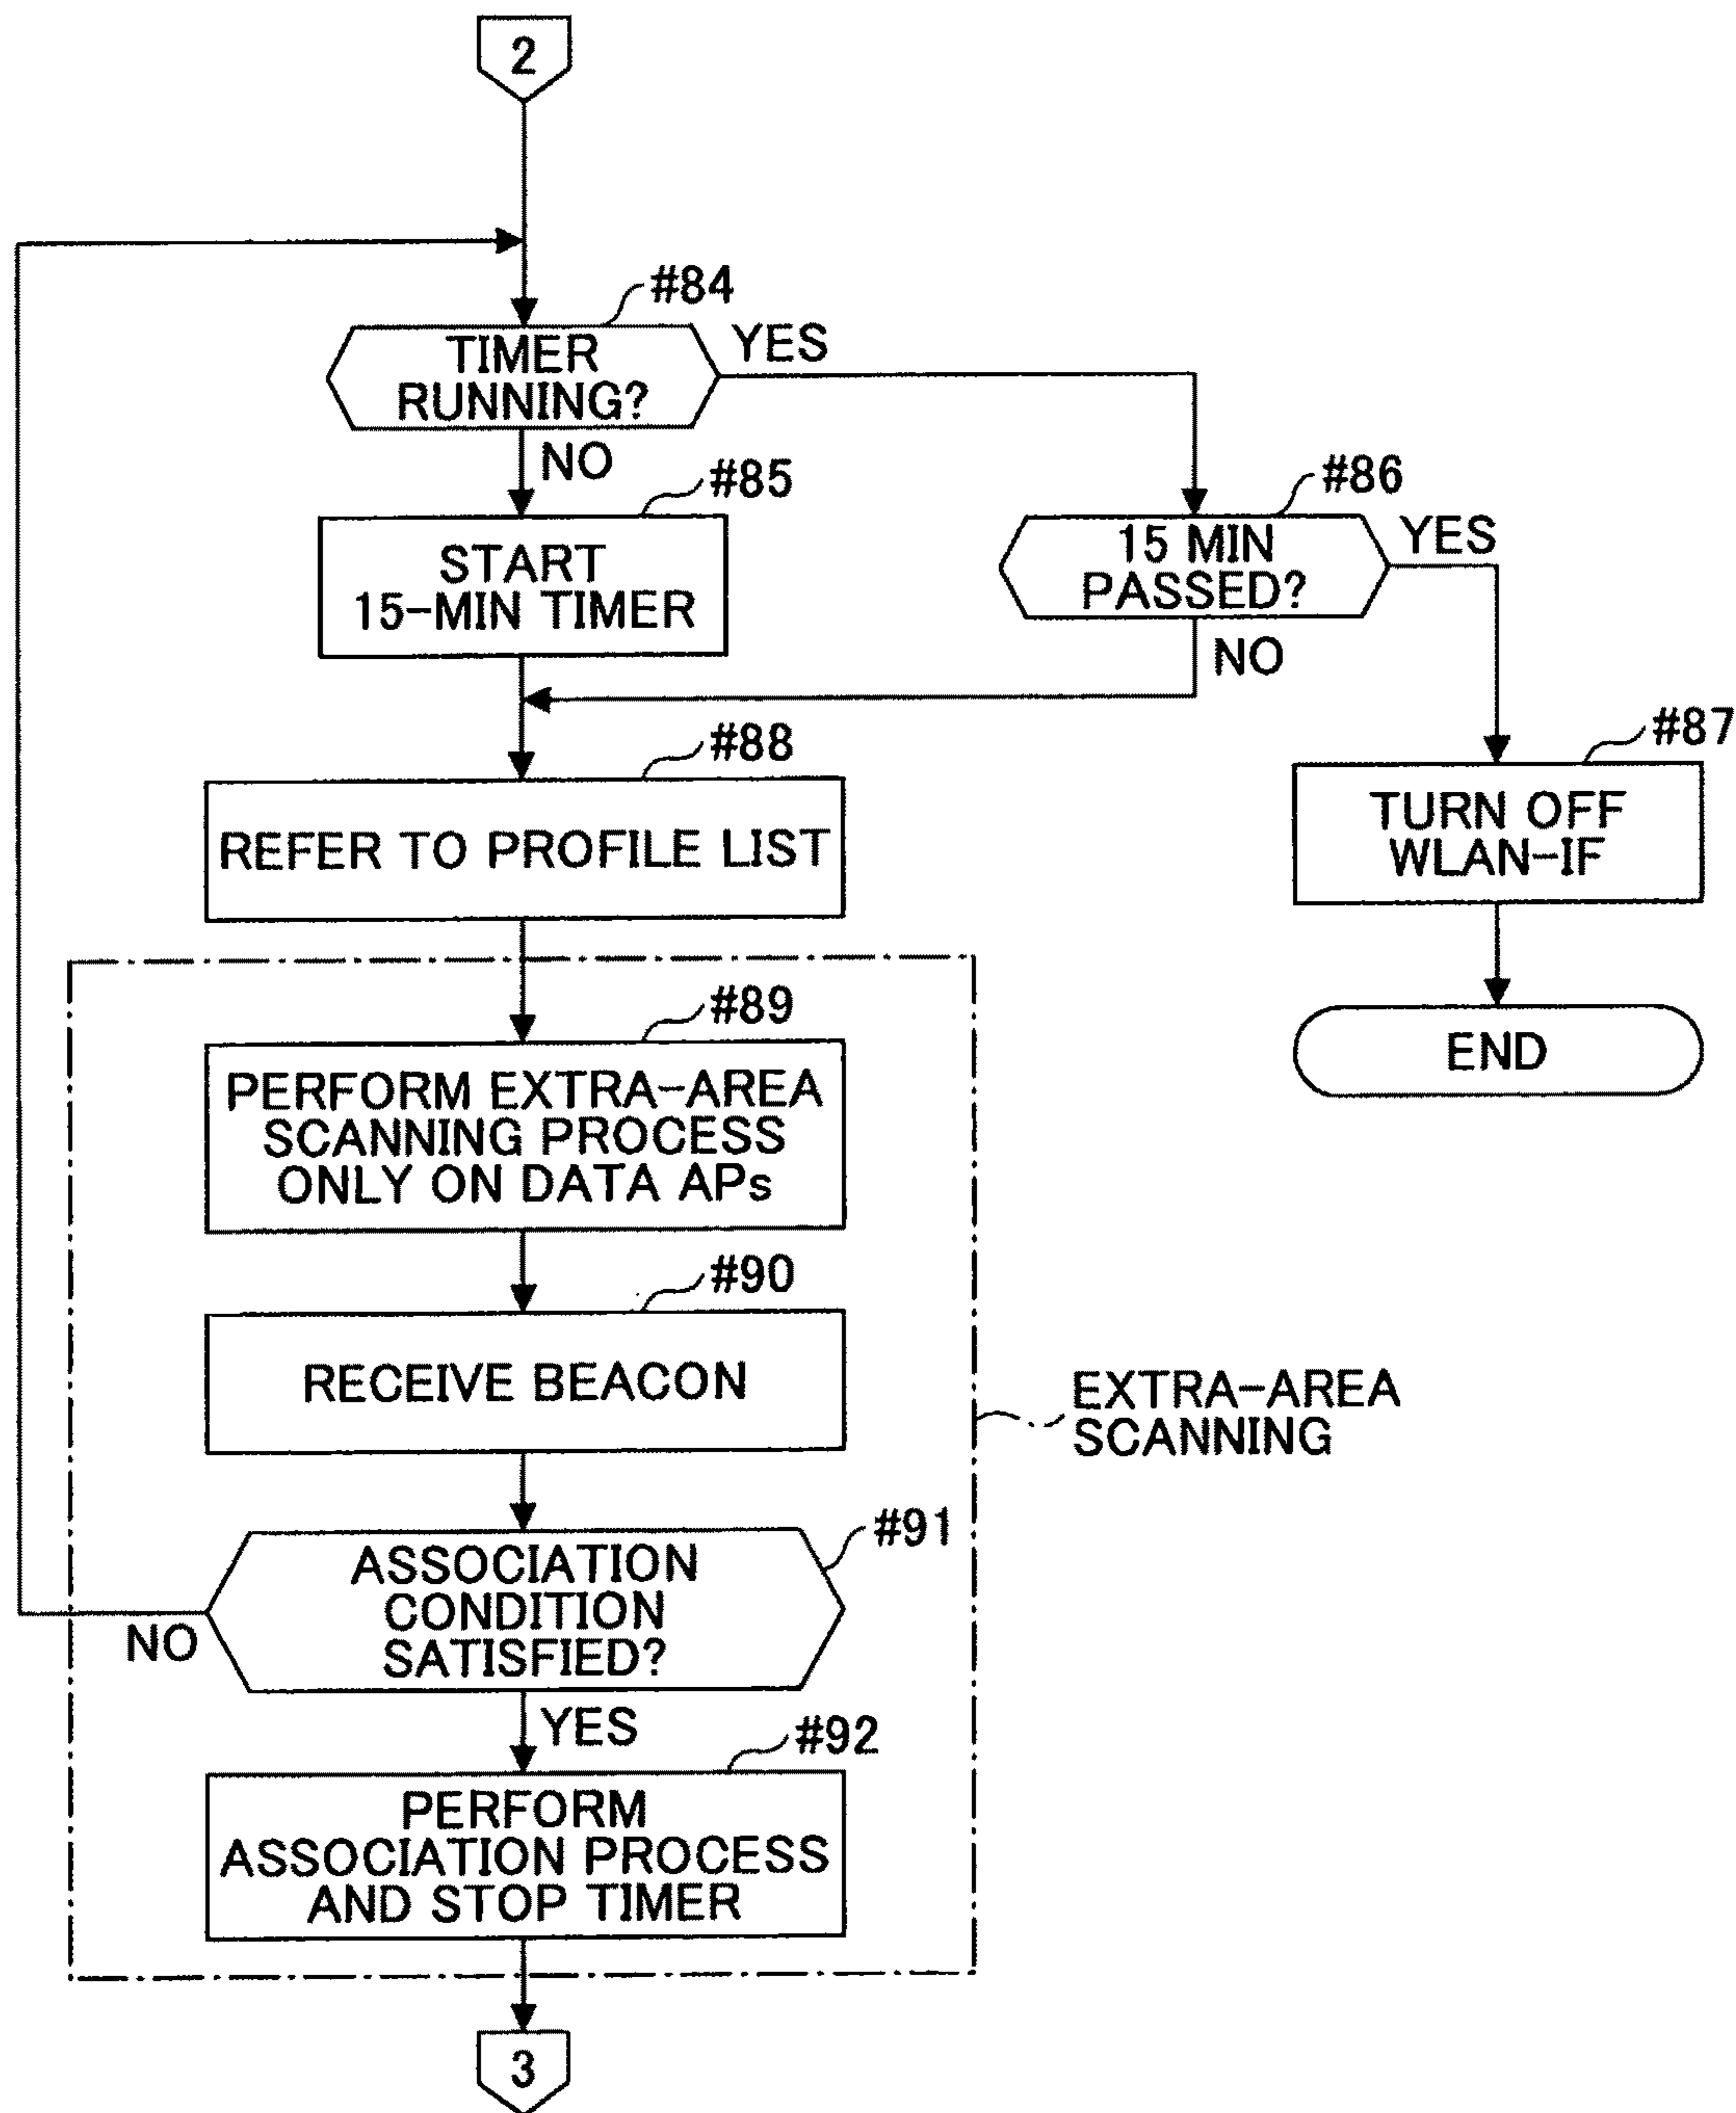 2
#84
TIMER
RUNNING?
YES
NO
#85
START
15-MIN TIMER
#86
15 MIN
PASSED?
YES
NO
#87
TURN OFF
WLAN-IF
END
#88
REFER TO PROFILE LIST
#89
PERFORM EXTRA-AREA
SCANNING PROCESS
ONLY ON DATA APs
#90
RECEIVE BEACON
EXTRA-AREA
SCANNING
#91
ASSOCIATION
CONDITION
SATISFIED?
NO
YES
#92
PERFORM
ASSOCIATION PROCESS
AND STOP TIMER
3